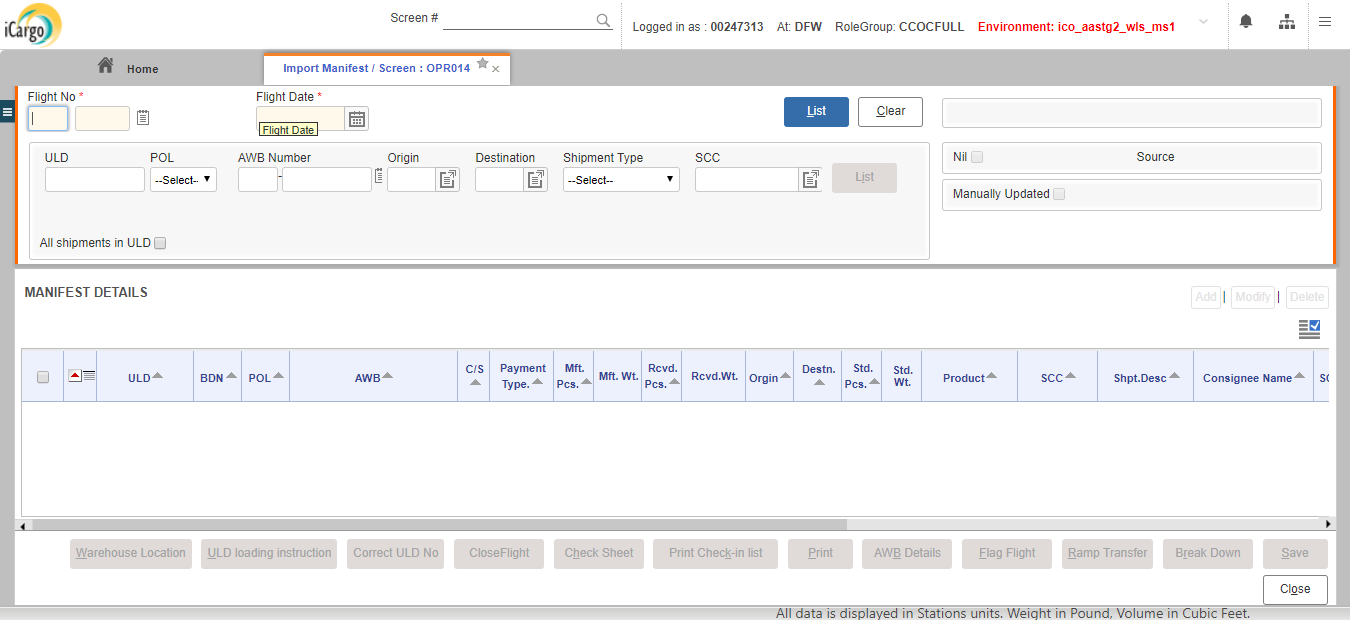 iCargo
Screen #
Logged in as : 00247313 At: DFW RoleGroup: CCOCFULL Environment: ico_aastg2_wls_ms1
Home
Import Manifest / Screen : OPR014
Flight No *
Flight Date *
Flight Date
List
Clear
ULD POL AWB Number Origin Destination Shipment Type SCC
--Select-- - --Select-- List
All shipments in ULD
Nil Source
Manually Updated
MANIFEST DETAILS
Add | Modify | Delete
ULD BDN POL AWB C/S Payment Type. Mft. Pcs. Mft. Wt. Rcvd. Pcs. Rcvd.Wt. Orgin Destn. Std. Pcs. Std. Wt. Product SCC Shpt.Desc Consignee Name
Warehouse Location ULD loading instruction Correct ULD No CloseFlight Check Sheet Print Check-in list Print AWB Details Flag Flight Ramp Transfer Break Down Save
Close
All data is displayed in Stations units. Weight in Pound, Volume in Cubic Feet.